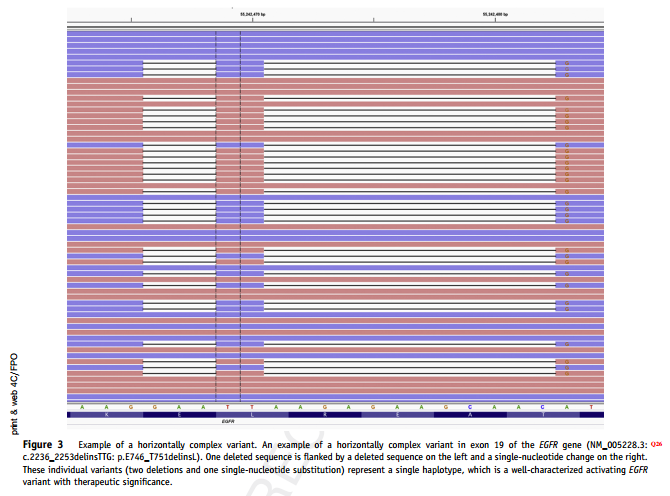 55,242,470 bp 55,242,480 bp
A A G G A A T T A A G A G A A G C A A C A T
K E L R E A T
EGFR
print & web 4C/FPO
Figure 3 Example of a horizontally complex variant. An example of a horizontally complex variant in exon 19 of the EGFR gene (NM_005228.3: Q26
c.2236_2253delinsTTG: p.E746_T751delinsL). One deleted sequence is flanked by a deleted sequence on the left and a single-nucleotide change on the right.
These individual variants (two deletions and one single-nucleotide substitution) represent a single haplotype, which is a well-characterized activating EGFR
variant with therapeutic significance.